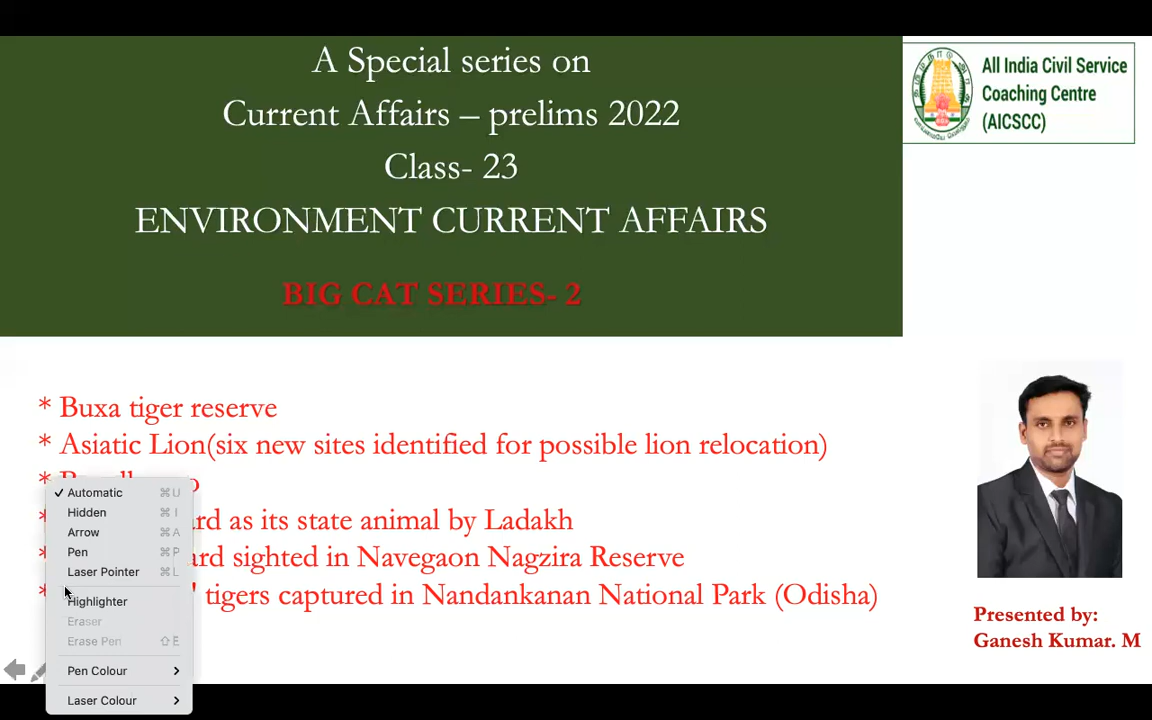 A Special series on
Current Affairs – prelims 2022
Class- 23
ENVIRONMENT CURRENT AFFAIRS
BIG CAT SERIES- 2
All India Civil Service
Coaching Centre
(AICSCC)
* Buxa tiger reserve
* Asiatic Lion(six new sites identified for possible lion relocation)
*
* as its state animal by Ladakh
* sighted in Navegaon Nagzira Reserve
* " tigers captured in Nandankanan National Park (Odisha)
✓ Automatic ⌘U
Hidden ⌘I
Arrow ⌘A
Pen ⌘P
Laser Pointer ⌘L
Highlighter
Eraser
Erase Pen ⇧E
Pen Colour >
Laser Colour >
Presented by:
Ganesh Kumar. M